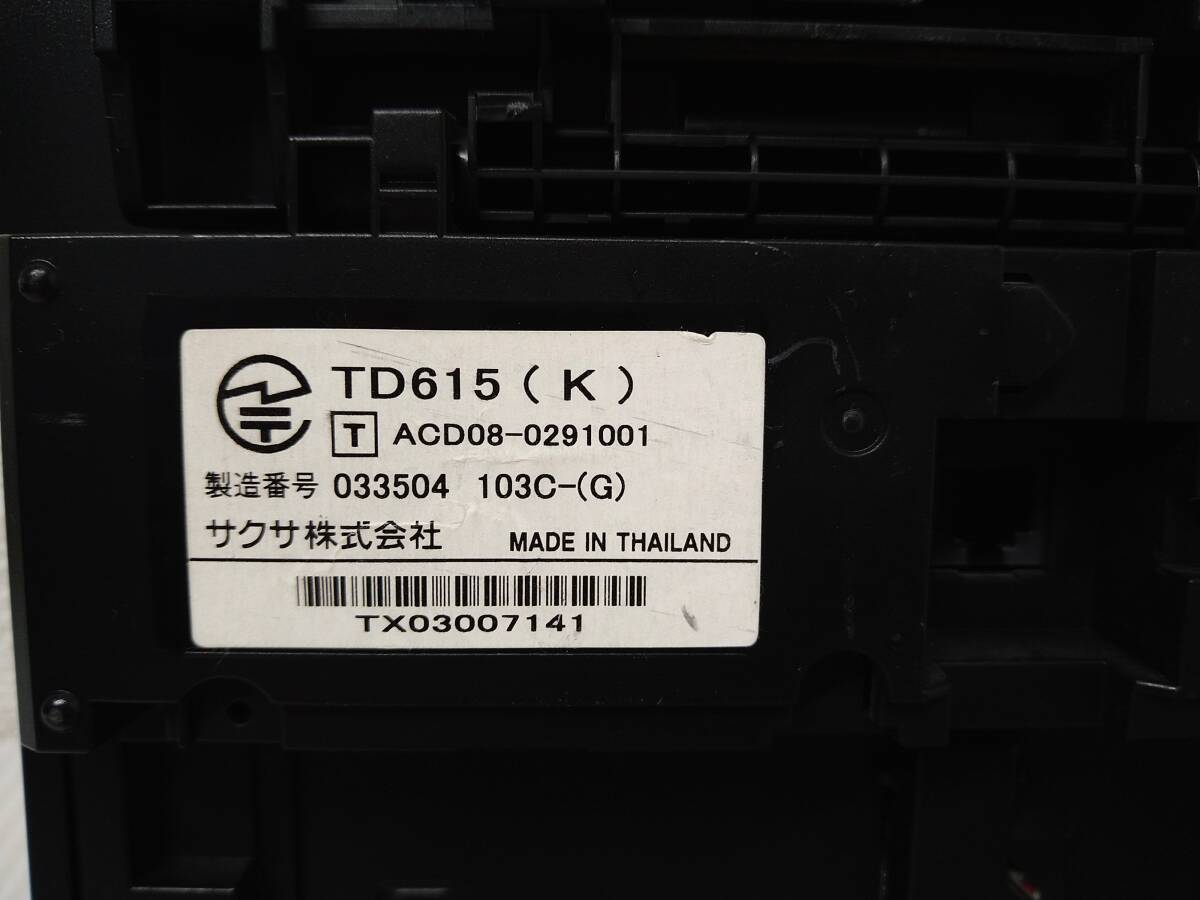 TD615（K）
T ACD08-0291001
製造番号 033504 103C-(G)
サクサ株式会社 MADE IN THAILAND
TX03007141